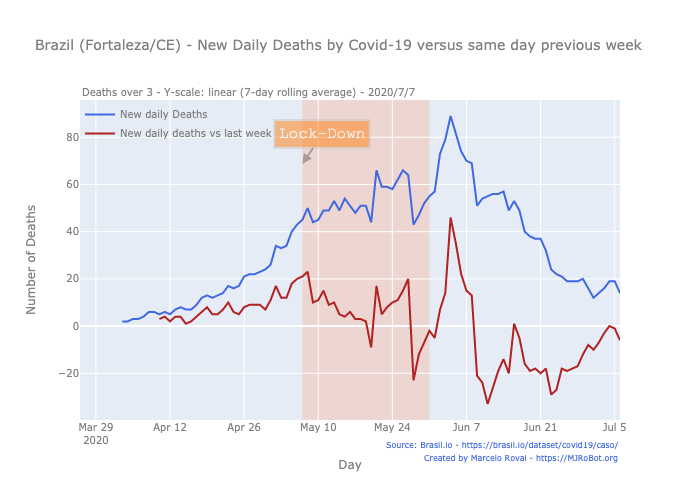 Brazil (Fortaleza/CE) - New Daily Deaths by Covid-19 versus same day previous week
Deaths over 3 - Y-scale: linear (7-day rolling average) - 2020/7/7
New daily Deaths
New daily deaths vs last week
Lock-Down
80
60
40
20
0
−20
Number of Deaths
Mar 29
2020
Apr 12
Apr 26
May 10
May 24
Jun 7
Jun 21
Jul 5
Day
Source: Brasil.io - https://brasil.io/dataset/covid19/caso/
Created by Marcelo Rovai - https://MJRoBot.org